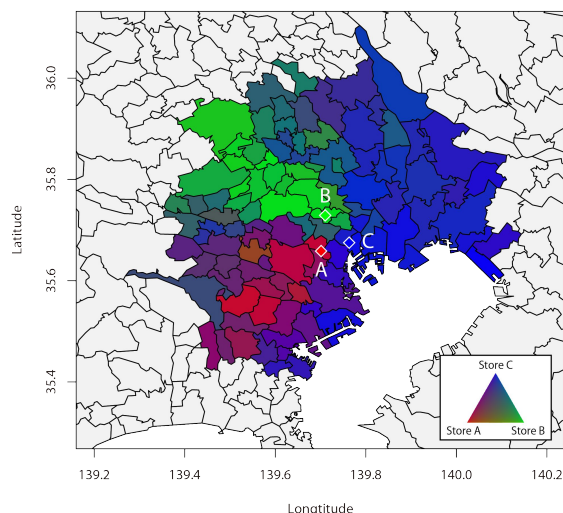 36.0
35.8
35.6
35.4
Latitude
B
C
A
Store C
Store A
Store B
139.2
139.4
139.6
139.8
140.0
140.2
Longtitude